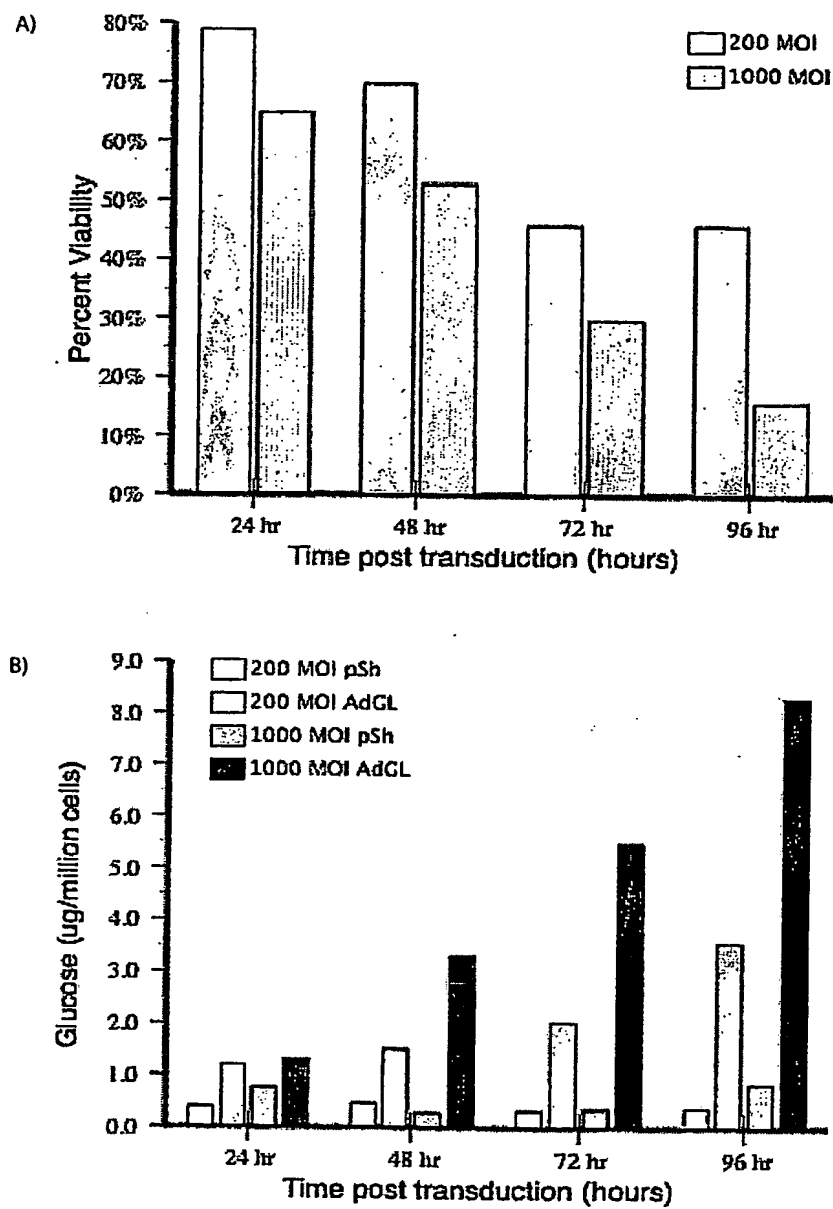 A)
80%
70%
60%
50%
40%
30%
20%
10%
0%
Percent Viability
200 MOI
1000 MOI
24 hr 48 hr 72 hr 96 hr
Time post transduction (hours)
B)
9.0
8.0
7.0
6.0
5.0
4.0
3.0
2.0
1.0
0.0
Glucose (ug/million cells)
200 MOI pSh
200 MOI AdGL
1000 MOI pSh
1000 MOI AdGL
24 hr 48 hr 72 hr 96 hr
Time post transduction (hours)